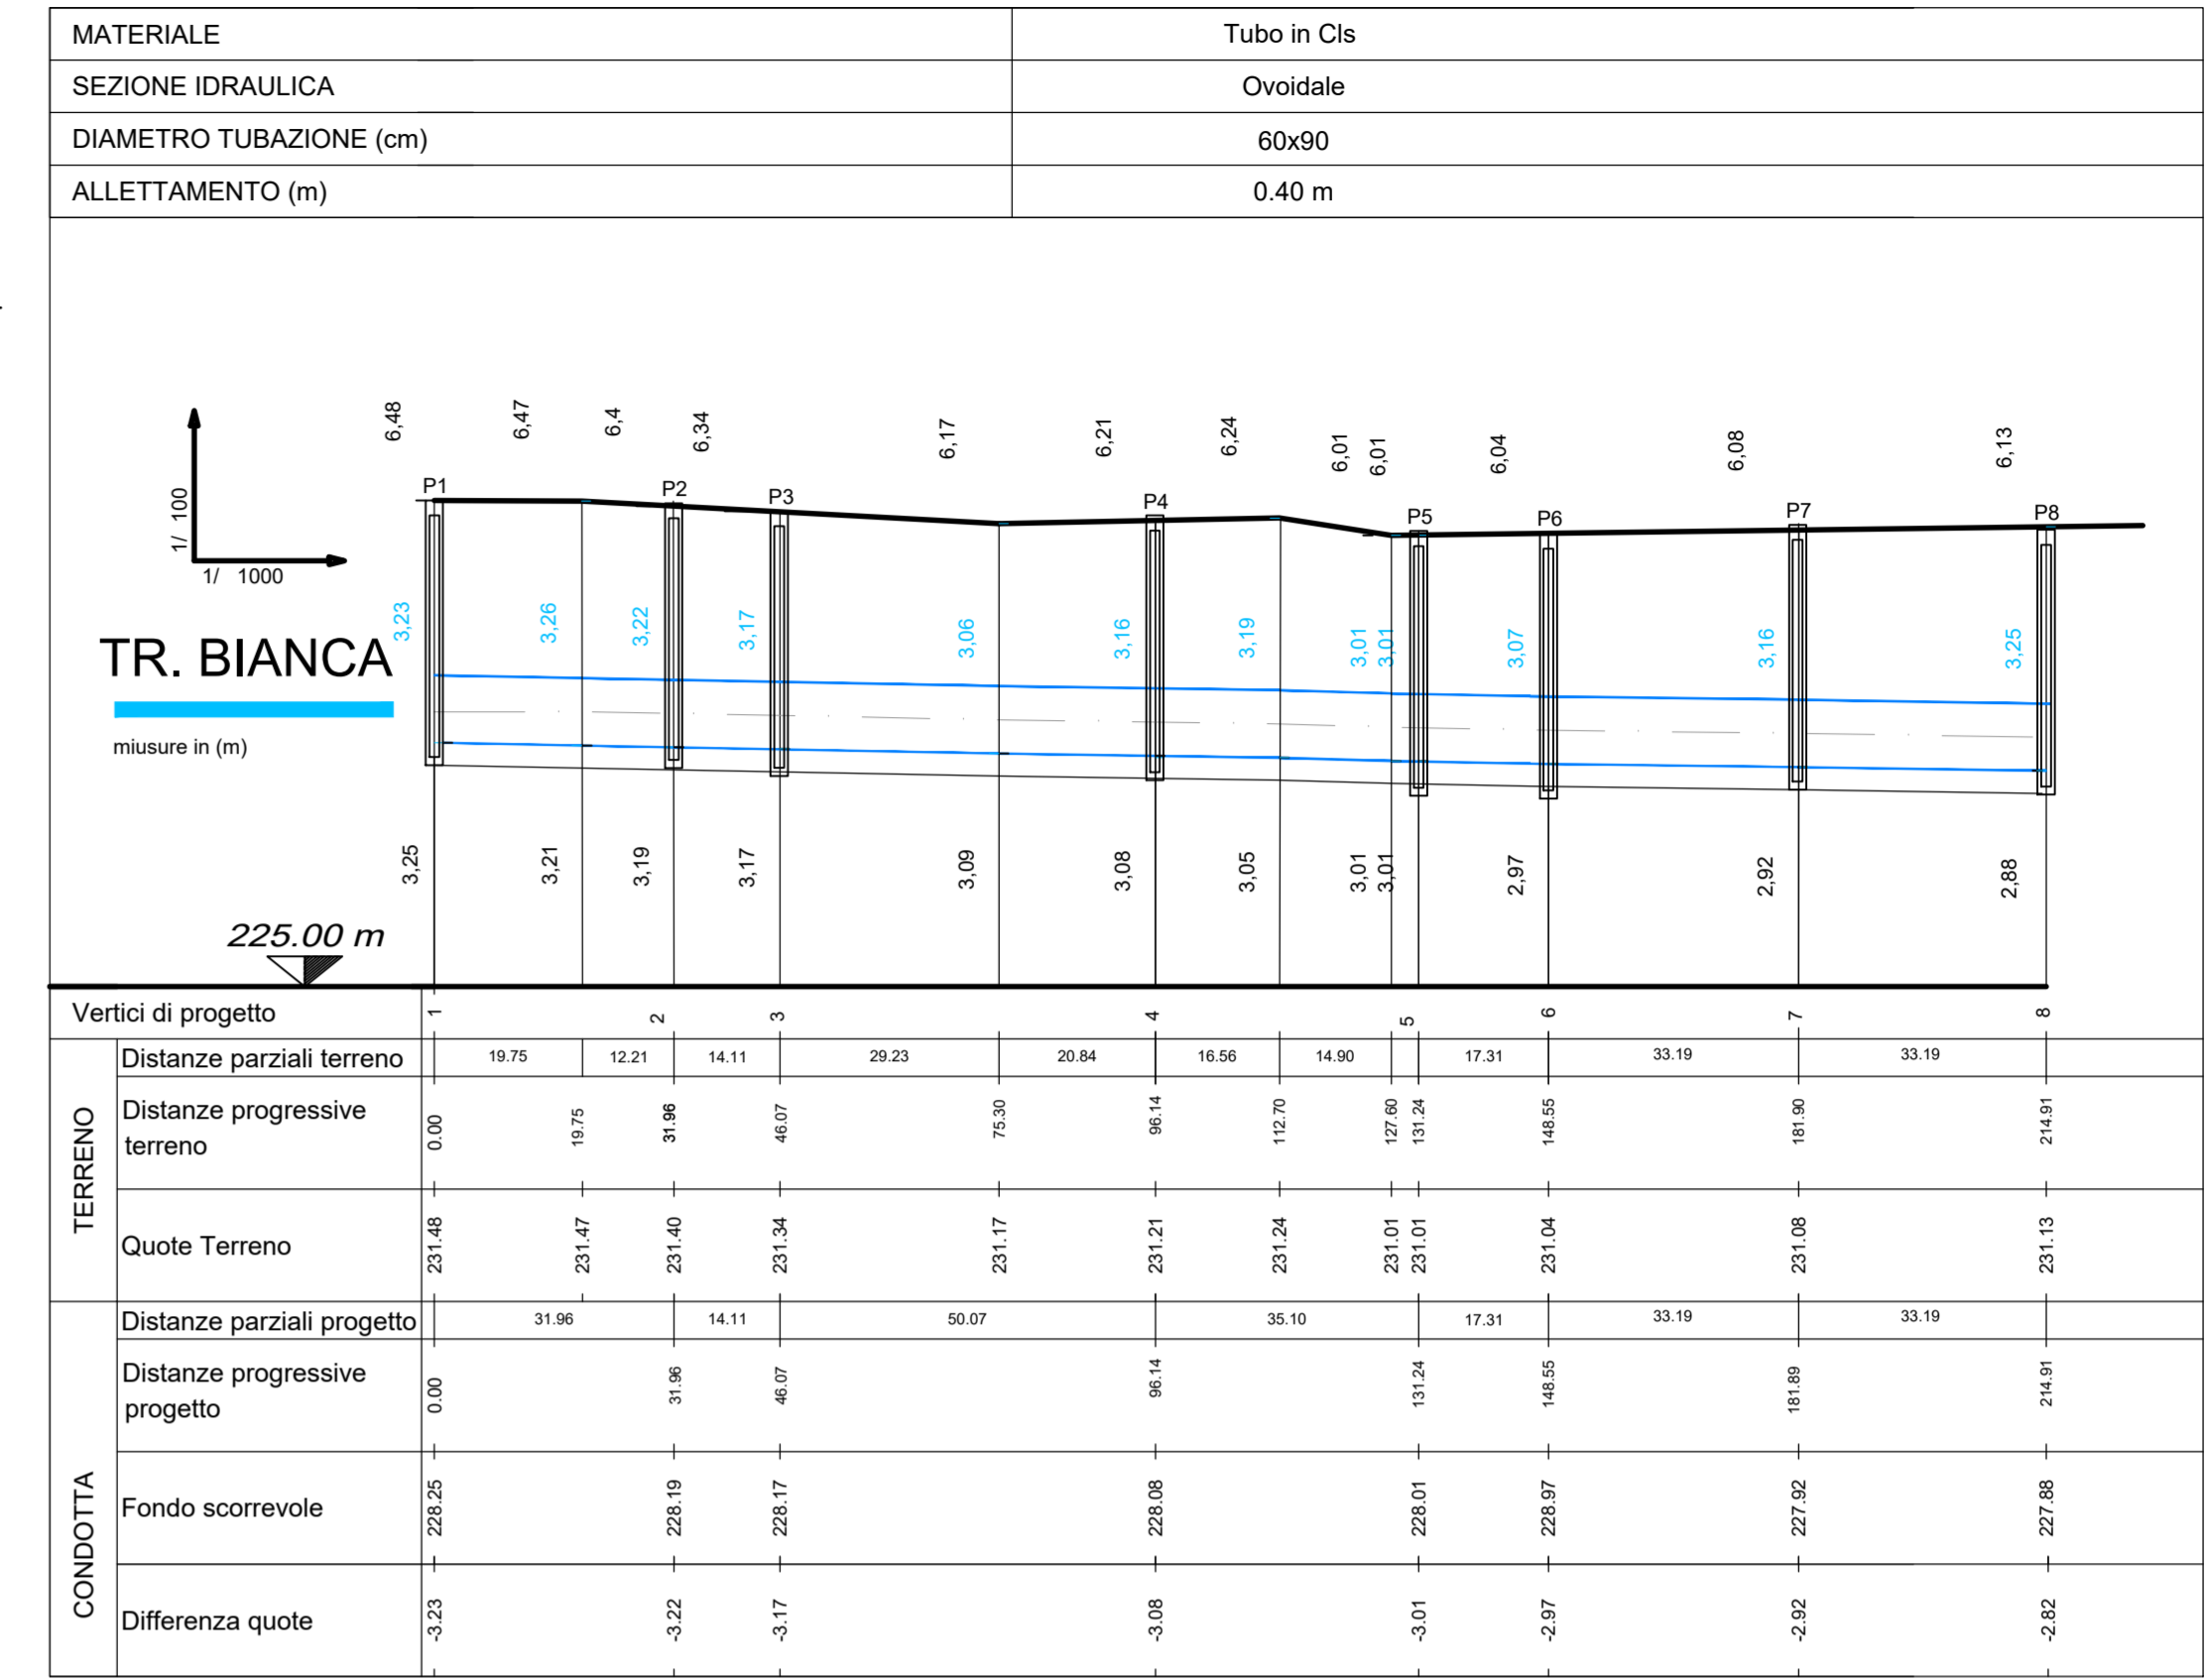 MATERIALE Tubo in Cls
SEZIONE IDRAULICA Ovoidale
DIAMETRO TUBAZIONE (cm) 60x90
ALLETTAMENTO (m) 0.40 m
6,48 6,47 6,4 6,34 6,17 6,21 6,24 6,01 6,01 6,04 6,08 6,13
P1 P2 P3 P4 P5 P6 P7 P8
1/ 100
1/ 1000
3,23 3,26 3,22 3,17 3,06 3,16 3,19 3,01 3,01 3,07 3,16 3,25
TR. BIANCA
miusure in (m)
3,25 3,21 3,19 3,17 3,09 3,08 3,05 3,01 3,01 2,97 2,92 2,88
225.00 m
Vertici di progetto 1 2 3 4 5 6 7 8
TERRENO
Distanze parziali terreno 19.75 12.21 14.11 29.23 20.84 16.56 14.90 17.31 33.19 33.19
Distanze progressive
terreno
0.00 19.75 31.96 46.07 75.30 96.14 112.70 127.60 131.24 148.55 181.90 214.91
Quote Terreno 231.48 231.47 231.40 231.34 231.17 231.21 231.24 231.01 231.01 231.04 231.08 231.13
CONDOTTA
Distanze parziali progetto 31.96 14.11 50.07 35.10 17.31 33.19 33.19
Distanze progressive
progetto
0.00 31.96 46.07 96.14 131.24 148.55 181.89 214.91
Fondo scorrevole 228.25 228.19 228.17 228.08 228.01 228.97 227.92 227.88
Differenza quote -3.23 -3.22 -3.17 -3.08 -3.01 -2.97 -2.92 -2.82